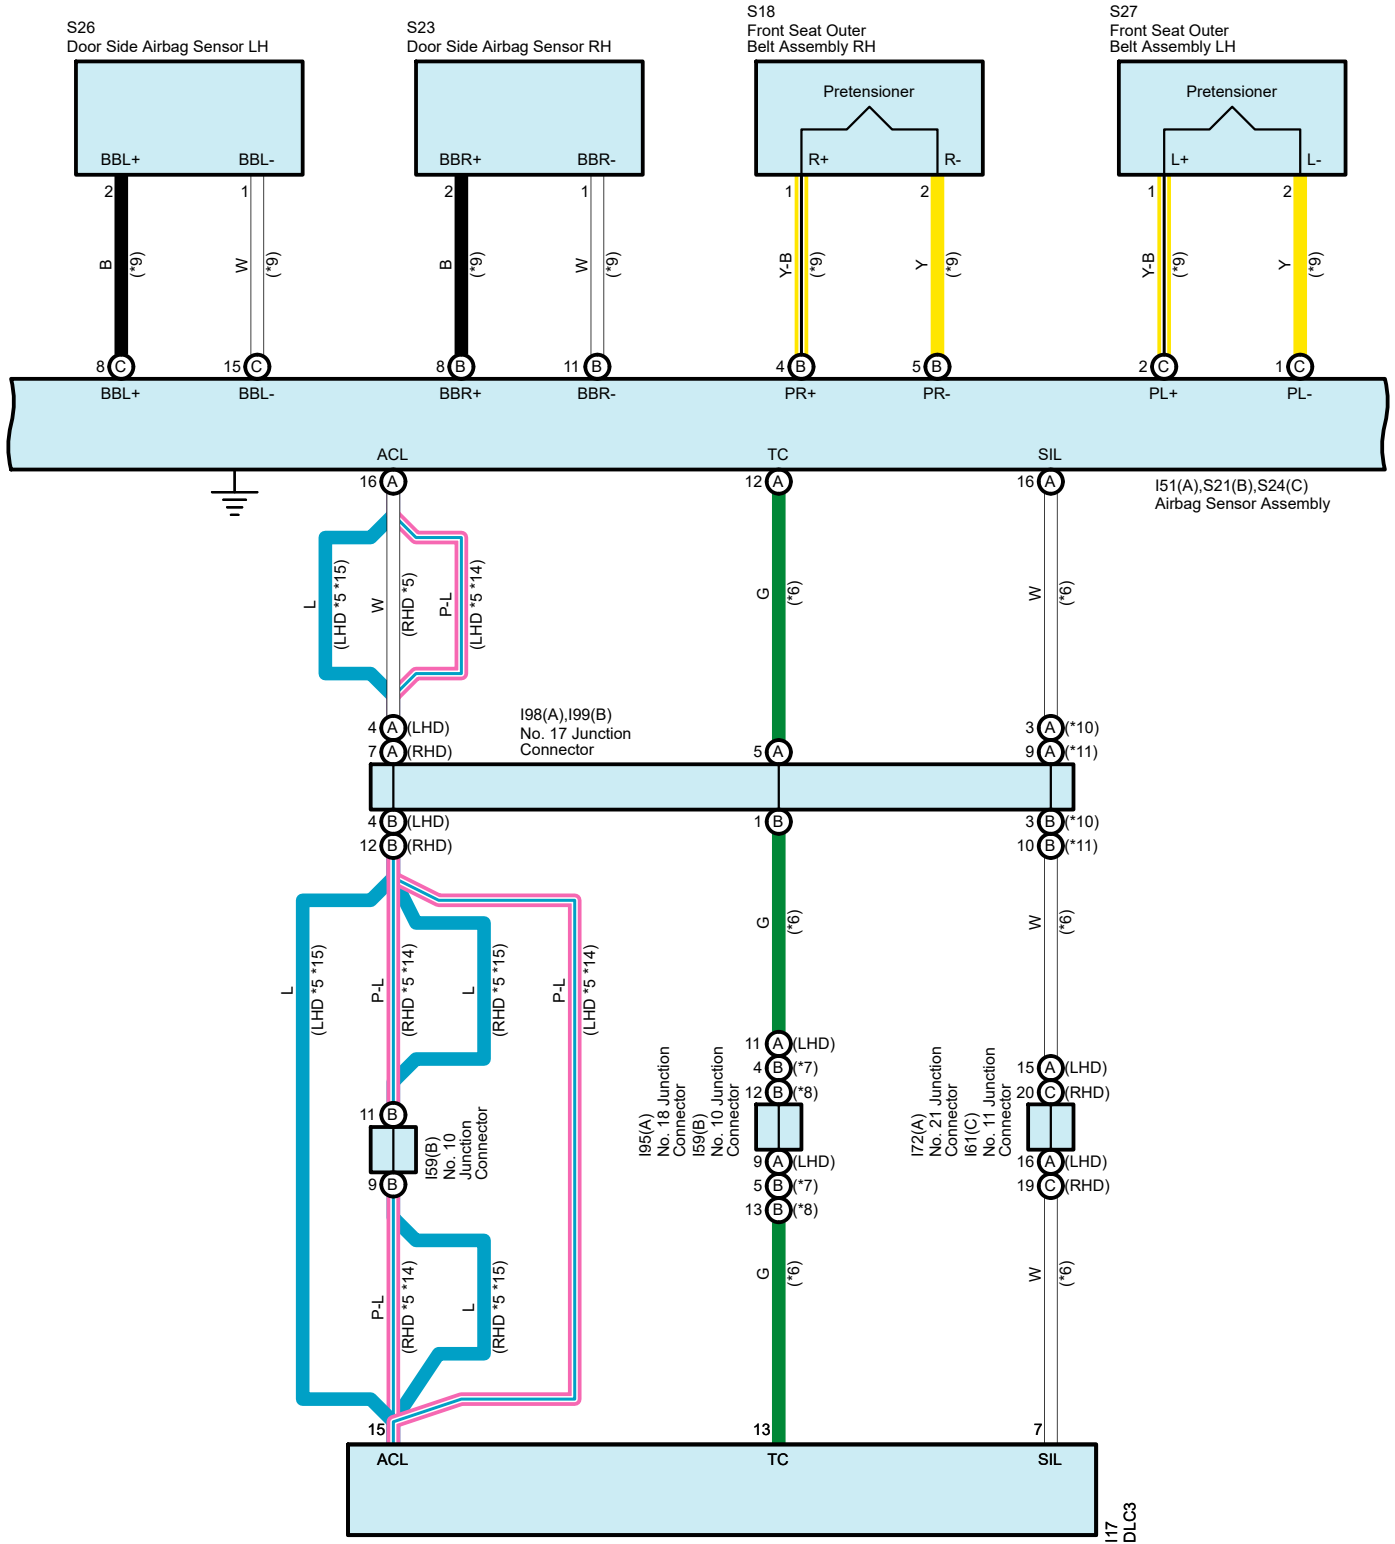 S26
Door Side Airbag Sensor LH
S23
Door Side Airbag Sensor RH
S18
Front Seat Outer
Belt Assembly RH
S27
Front Seat Outer
Belt Assembly LH
Pretensioner
Pretensioner
BBL+
BBL-
BBR+
BBR-
R+
R-
L+
L-
2
1
2
1
1
2
1
2
B
(*9)
W
(*9)
B
(*9)
W
(*9)
Y-B
(*9)
Y
(*9)
Y-B
(*9)
Y
(*9)
8 C
15 C
8 B
11 B
4 B
5 B
2 C
1 C
BBL+
BBL-
BBR+
BBR-
PR+
PR-
PL+
PL-
ACL
TC
SIL
16 A
12 A
16 A
I51(A),S21(B),S24(C)
Airbag Sensor Assembly
L
(LHD *5 *15)
W
(RHD *5)
P-L
(LHD *5 *14)
G
(*6)
W
(*6)
I98(A),I99(B)
No. 17 Junction
Connector
4 A (LHD)
7 A (RHD)
5 A
3 A (*10)
9 A (*11)
4 B (LHD)
12 B (RHD)
1 B
3 B (*10)
10 B (*11)
L
(LHD *5 *15)
P-L
(RHD *5 *14)
L
(RHD *5 *15)
P-L
(LHD *5 *14)
G
(*6)
W
(*6)
11 B
I59(B)
No. 10
Junction
Connector
9 B
11 A (LHD)
4 B (*7)
12 B (*8)
I95(A)
No. 18 Junction
Connector
I59(B)
No. 10 Junction
Connector
9 A (LHD)
5 B (*7)
13 B (*8)
15 A (LHD)
20 C (RHD)
I72(A)
No. 21 Junction
Connector
I61(C)
No. 11 Junction
Connector
16 A (LHD)
19 C (RHD)
P-L
(RHD *5 *14)
L
(RHD *5 *15)
G
(*6)
W
(*6)
15
13
7
ACL
TC
SIL
I17
DLC3